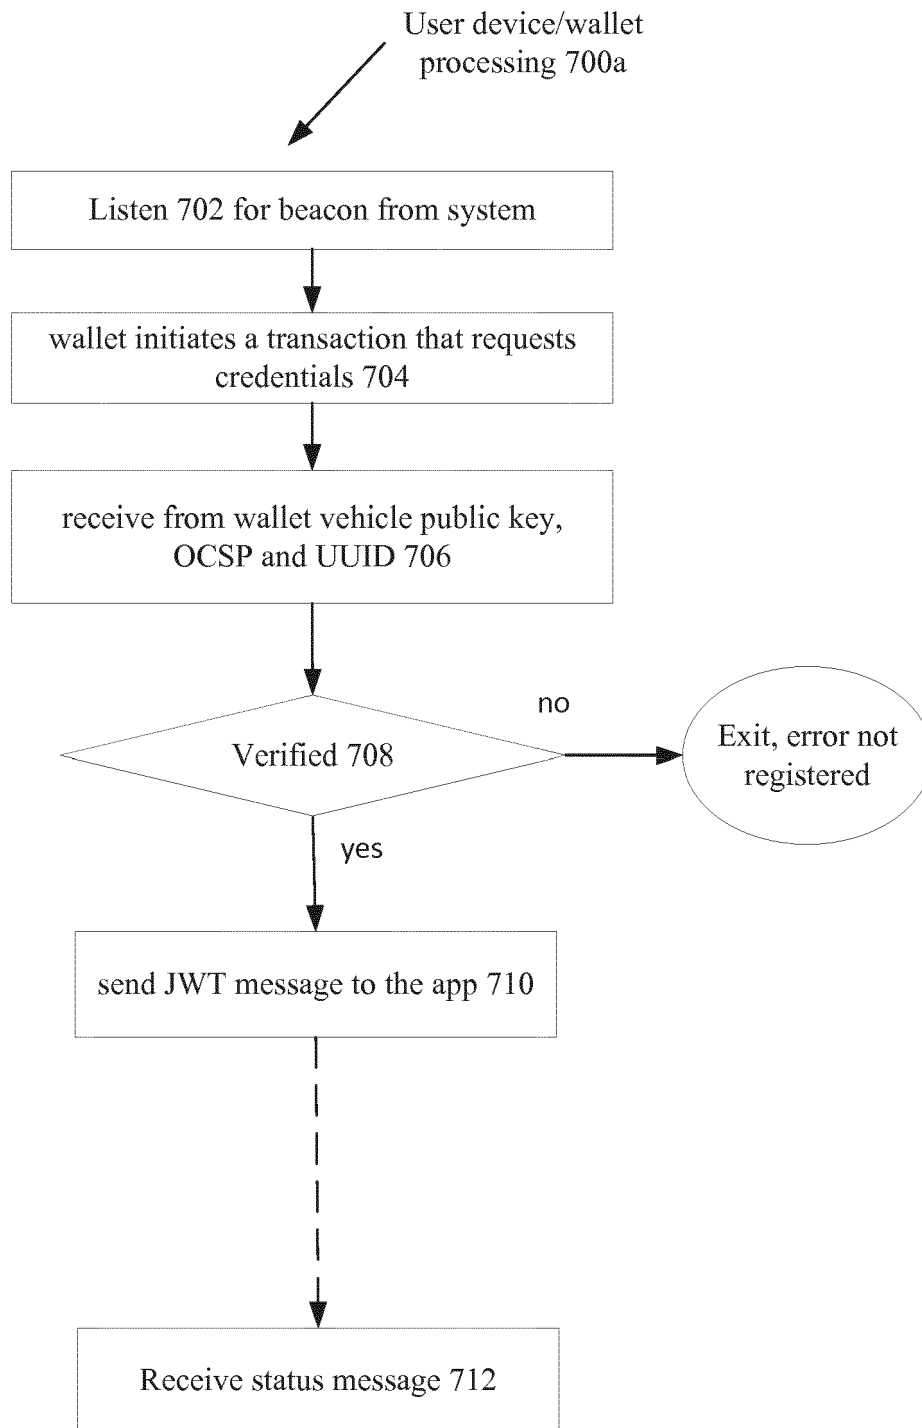 User device/wallet
processing 700a
Listen 702 for beacon from system
wallet initiates a transaction that requests
credentials 704
receive from wallet vehicle public key,
OCSP and UUID 706
no
Verified 708
Exit, error not
registered
yes
send JWT message to the app 710
Receive status message 712